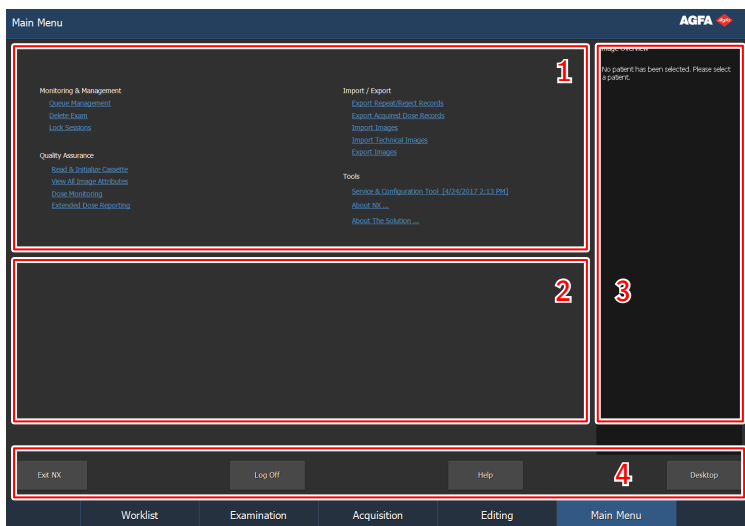 Main Menu
AGFA
1
Monitoring & Management
Queue Management
Delete Exam
Lock Sessions
Quality Assurance
Read & Initialize Cassette
View All Image Attributes
Dose Monitoring
Extended Dose Reporting
Import / Export
Export Repeat/Reject Records
Export Acquired Dose Records
Import Images
Import Technical Images
Export Images
Tools
Service & Configuration Tool [4/24/2017 2:13 PM]
About NX ...
About The Solution ...
2
Image Overview
No patient has been selected. Please select
a patient.
3
Exit NX
Log Off
Help
4
Desktop
Worklist
Examination
Acquisition
Editing
Main Menu